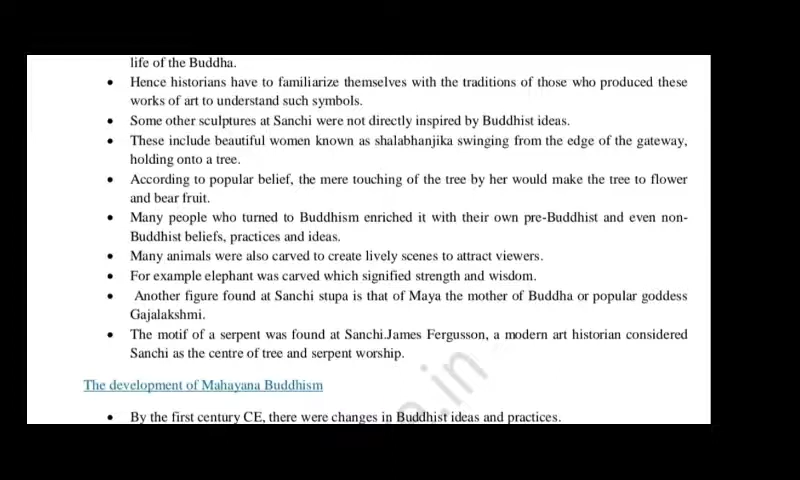 life of the Buddha.
• Hence historians have to familiarize themselves with the traditions of those who produced these
works of art to understand such symbols.
• Some other sculptures at Sanchi were not directly inspired by Buddhist ideas.
• These include beautiful women known as shalabhanjika swinging from the edge of the gateway,
holding onto a tree.
• According to popular belief, the mere touching of the tree by her would make the tree to flower
and bear fruit.
• Many people who turned to Buddhism enriched it with their own pre-Buddhist and even non-
Buddhist beliefs, practices and ideas.
• Many animals were also carved to create lively scenes to attract viewers.
• For example elephant was carved which signified strength and wisdom.
• Another figure found at Sanchi stupa is that of Maya the mother of Buddha or popular goddess
Gajalakshmi.
• The motif of a serpent was found at Sanchi.James Fergusson, a modern art historian considered
Sanchi as the centre of tree and serpent worship.
The development of Mahayana Buddhism
• By the first century CE, there were changes in Buddhist ideas and practices.